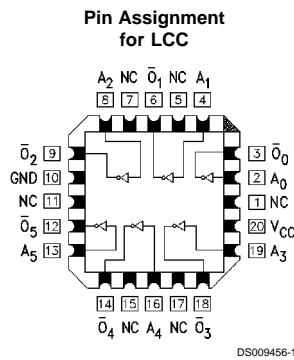 Pin Assignment
for LCC
A₂ NC Ō₁ NC A₁
8 7 6 5 4
Ō₂ 9
GND 10
NC 11
Ō₅ 12
A₅ 13
3 Ō₀
2 A₀
1 NC
20 V_CC
19 A₃
14 15 16 17 18
Ō₄ NC A₄ NC Ō₃
DS009456-1